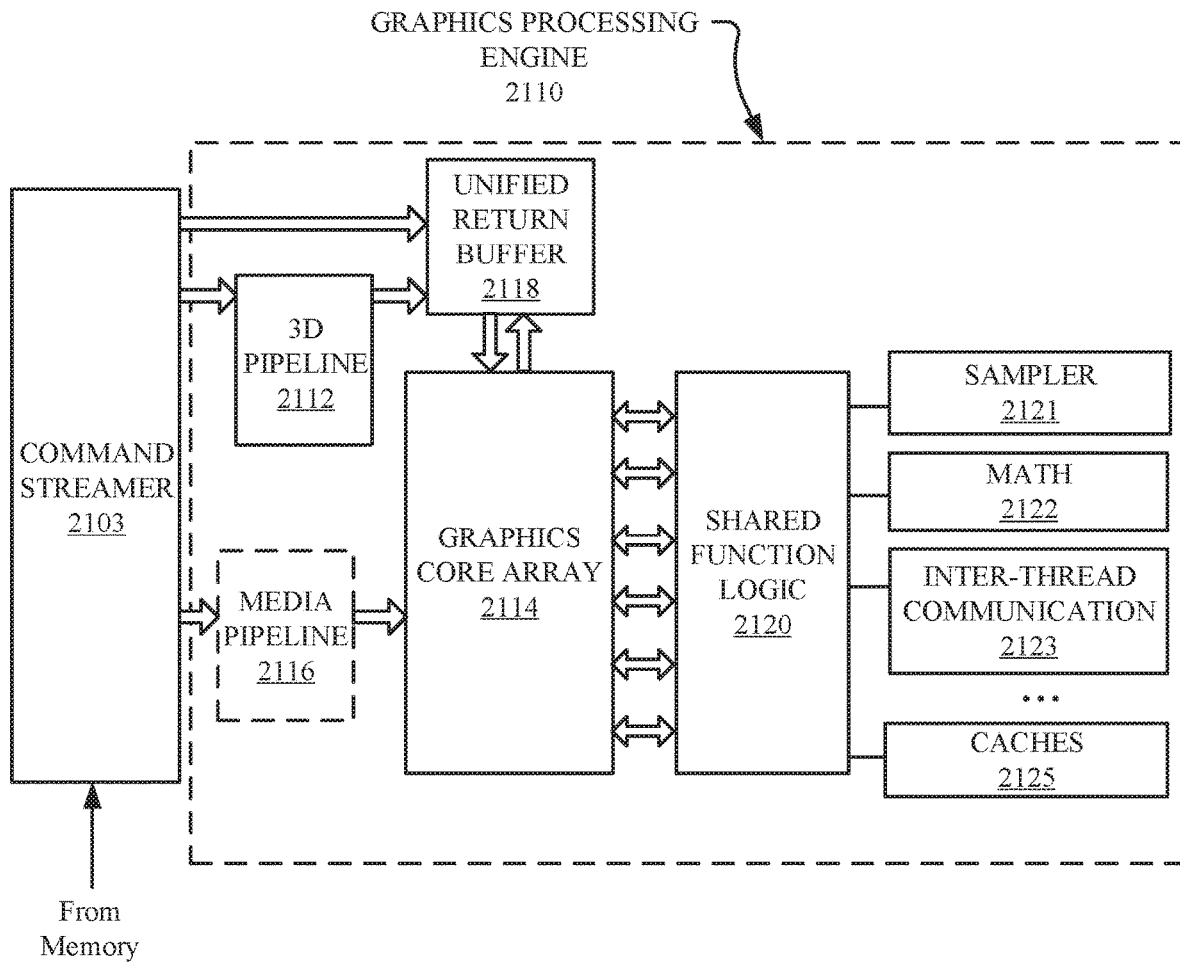 GRAPHICS PROCESSING
ENGINE
2110
UNIFIED
RETURN
BUFFER
2118
3D
PIPELINE
2112
COMMAND
STREAMER
2103
MEDIA
PIPELINE
2116
GRAPHICS
CORE ARRAY
2114
SHARED
FUNCTION
LOGIC
2120
SAMPLER
2121
MATH
2122
INTER-THREAD
COMMUNICATION
2123
...
CACHES
2125
From
Memory